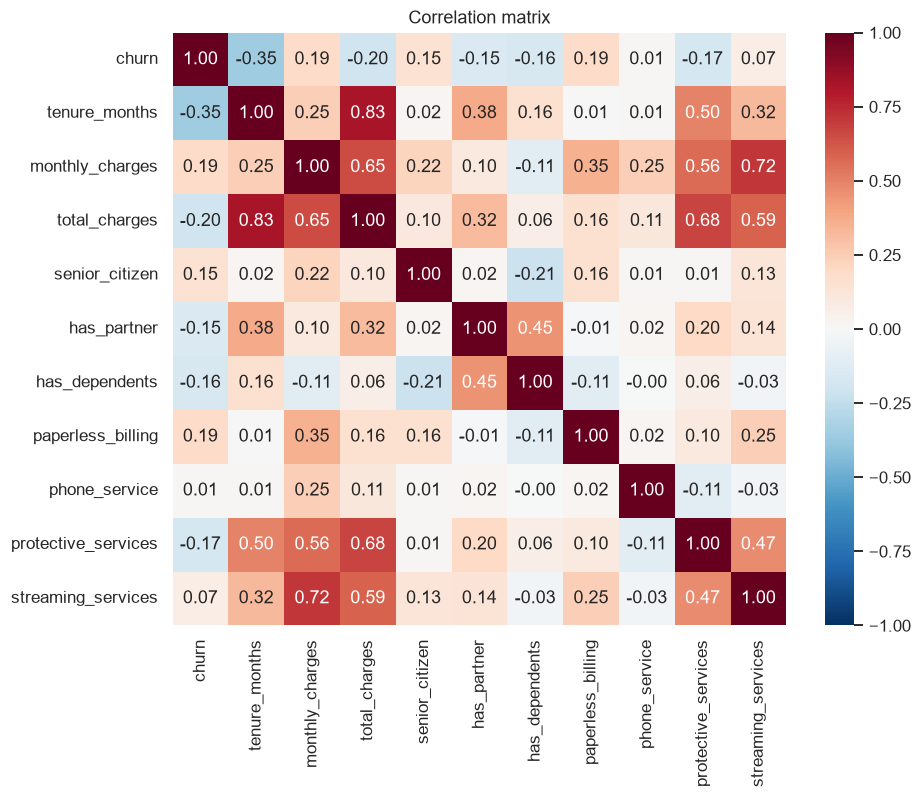 Correlation matrix
churn 1.00 -0.35 0.19 -0.20 0.15 -0.15 -0.16 0.19 0.01 -0.17 0.07
tenure_months -0.35 1.00 0.25 0.83 0.02 0.38 0.16 0.01 0.01 0.50 0.32
monthly_charges 0.19 0.25 1.00 0.65 0.22 0.10 -0.11 0.35 0.25 0.56 0.72
total_charges -0.20 0.83 0.65 1.00 0.10 0.32 0.06 0.16 0.11 0.68 0.59
senior_citizen 0.15 0.02 0.22 0.10 1.00 0.02 -0.21 0.16 0.01 0.01 0.13
has_partner -0.15 0.38 0.10 0.32 0.02 1.00 0.45 -0.01 0.02 0.20 0.14
has_dependents -0.16 0.16 -0.11 0.06 -0.21 0.45 1.00 -0.11 -0.00 0.06 -0.03
paperless_billing 0.19 0.01 0.35 0.16 0.16 -0.01 -0.11 1.00 0.02 0.10 0.25
phone_service 0.01 0.01 0.25 0.11 0.01 0.02 -0.00 0.02 1.00 -0.11 -0.03
protective_services -0.17 0.50 0.56 0.68 0.01 0.20 0.06 0.10 -0.11 1.00 0.47
streaming_services 0.07 0.32 0.72 0.59 0.13 0.14 -0.03 0.25 -0.03 0.47 1.00
churn
tenure_months
monthly_charges
total_charges
senior_citizen
has_partner
has_dependents
paperless_billing
phone_service
protective_services
streaming_services
1.00
0.75
0.50
0.25
0.00
−0.25
−0.50
−0.75
−1.00